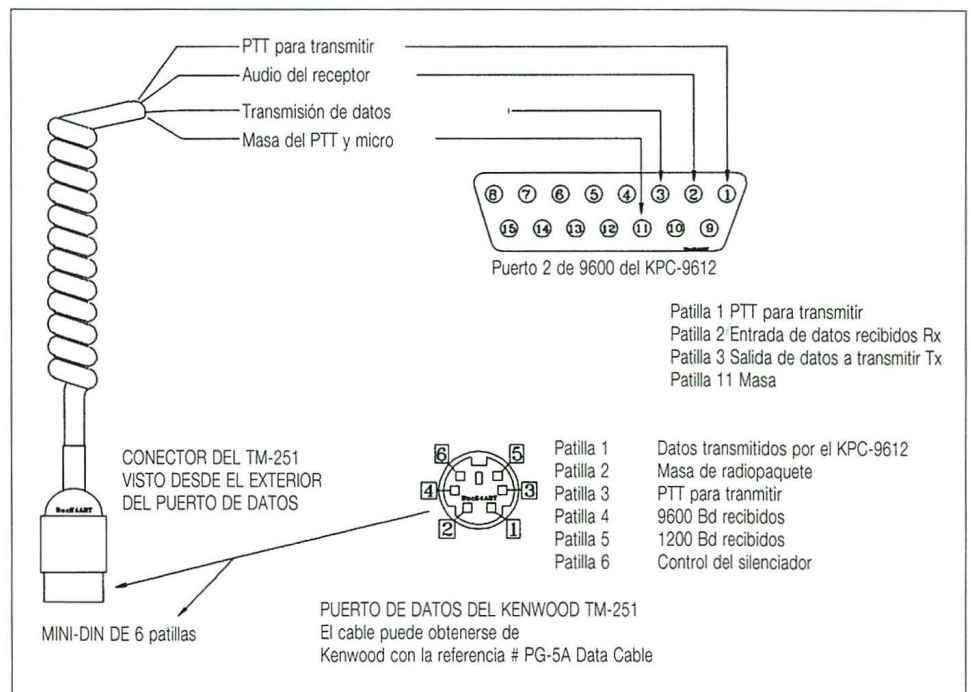 PTT para transmitir
Audio del receptor
Transmisión de datos
Masa del PTT y micro
8 7 6 5 4 3 2 1
15 14 13 12 11 10 9
Puerto 2 de 9600 del KPC-9612
Patilla 1 PTT para transmitir
Patilla 2 Entrada de datos recibidos Rx
Patilla 3 Salida de datos a transmitir Tx
Patilla 11 Masa
CONECTOR DEL TM-251
VISTO DESDE EL EXTERIOR
DEL PUERTO DE DATOS
6 5
4 3
2 1
Patilla 1 Datos transmitidos por el KPC-9612
Patilla 2 Masa de radiopaquete
Patilla 3 PTT para tranmitir
Patilla 4 9600 Bd recibidos
Patilla 5 1200 Bd recibidos
Patilla 6 Control del silenciador
MINI-DIN DE 6 patillas
PUERTO DE DATOS DEL KENWOOD TM-251
El cable puede obtenerse de
Kenwood con la referencia # PG-5A Data Cable